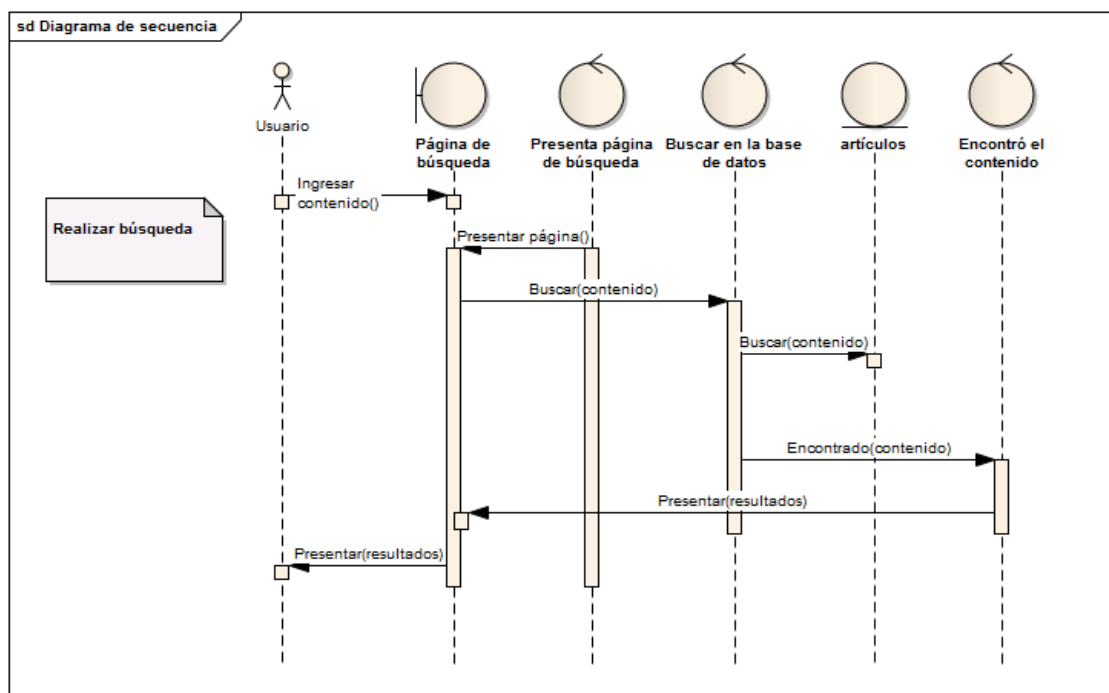 sd Diagrama de secuencia
Usuario
Página de
búsqueda
Presenta página
de búsqueda
Buscar en la base
de datos
artículos
Encontró el
contenido
Ingresar
contenido()
Realizar búsqueda
Presentar página()
Buscar(contenido)
Buscar(contenido)
Encontrado(contenido)
Presentar(resultados)
Presentar(resultados)